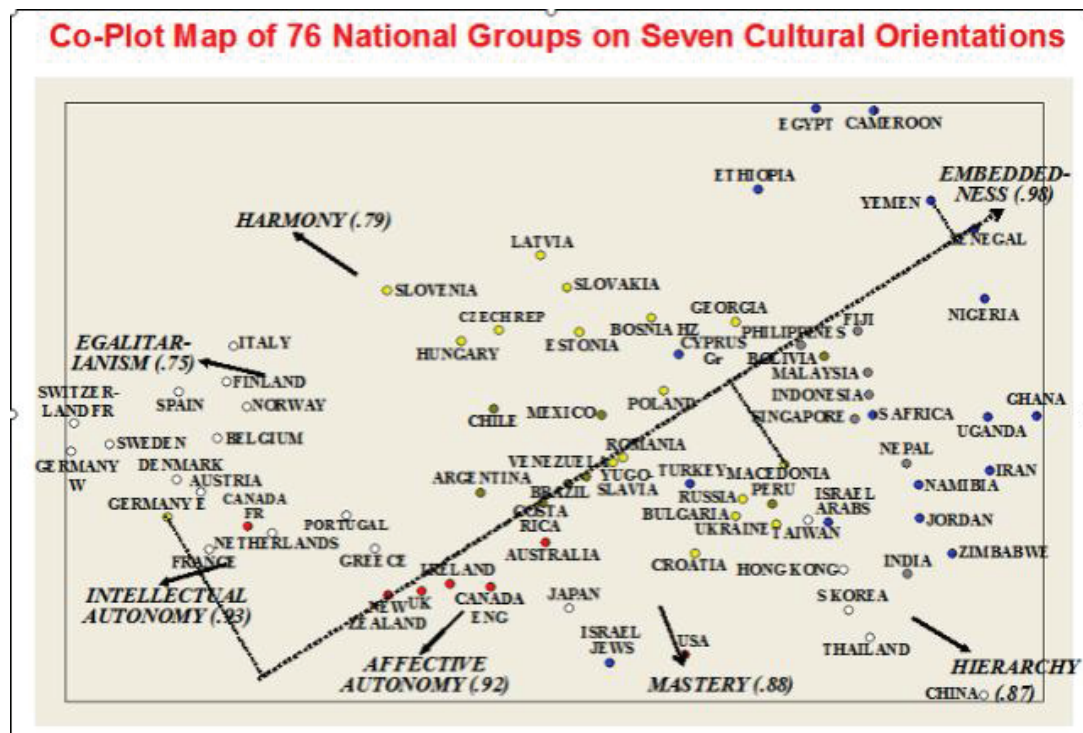 Co-Plot Map of 76 National Groups on Seven Cultural Orientations
EGYPT
CAMEROON
ETHIOPIA
EMBEDDED-
NESS (.98)
YEMEN
HARMONY (.79)
SENEGAL
LATVIA
SLOVENIA
SLOVAKIA
NIGERIA
GEORGIA
CZECH REP
BOSNIA HZ
FIJI
PHILIPPINES
ESTONIA
HUNGARY
ITALY
CYPRUS
Gr
BOLIVIA
EGALITAR-
IANISM (.75)
MALAYSIA
FINLAND
SWITZER-
LAND FR
SPAIN
NORWAY
POLAND
INDONESIA
CHILE
MEXICO
SINGAPORE
S AFRICA
GHANA
UGANDA
SWEDEN
BELGIUM
ROMANIA
NEPAL
GERMANY
W
DENMARK
VENEZUELA
YUGO-
SLAVIA
TURKEY
MACEDONIA
IRAN
AUSTRIA
ARGENTINA
BRAZIL
RUSSIA
PERU
ISRAEL
ARABS
NAMIBIA
GERMANY E
CANADA
FR
COSTA
RICA
BULGARIA
UKRAINE
TAIWAN
JORDAN
PORTUGAL
NETHERLANDS
FRANCE
GREECE
AUSTRALIA
CROATIA
ZIMBABWE
HONG KONG
INDIA
INTELLECTUAL
AUTONOMY (.93)
IRELAND
NEW
ZEALAND
UK
CANADA
ENG
JAPAN
S KOREA
ISRAEL
JEWS
USA
THAILAND
AFFECTIVE
AUTONOMY (.92)
MASTERY (.88)
HIERARCHY
(.87)
CHINA